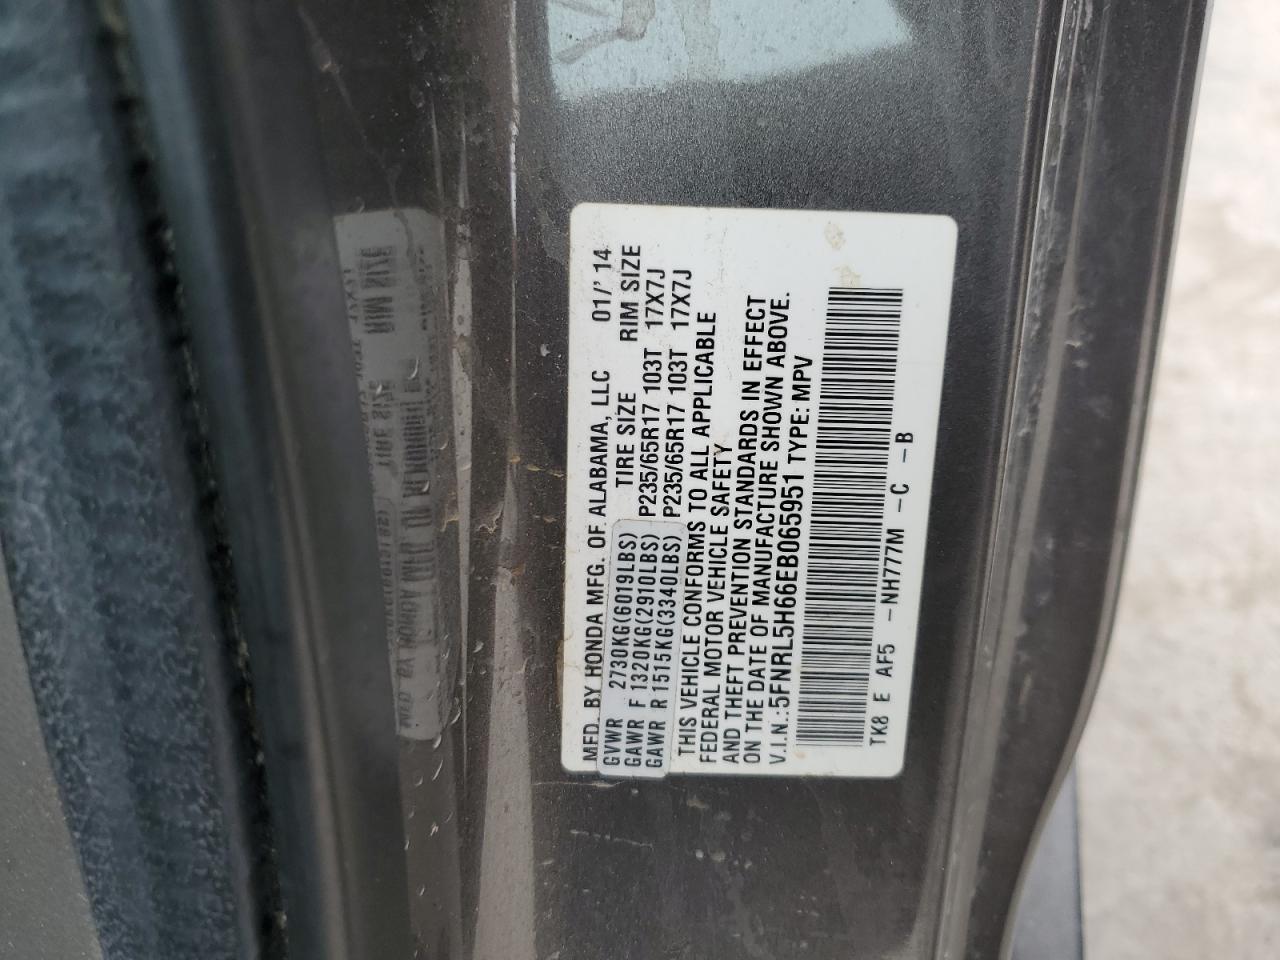 MFD. BY HONDA MFG. OF ALABAMA, LLC 01/'14
GVWR 2730KG(6019LBS) TIRE SIZE RIM SIZE
GAWR F 1320KG(2910LBS) P235/65R17 103T 17X7J
GAWR R 1515KG(3340LBS) P235/65R17 103T 17X7J
THIS VEHICLE CONFORMS TO ALL APPLICABLE
FEDERAL MOTOR VEHICLE SAFETY
AND THEFT PREVENTION STANDARDS IN EFFECT
ON THE DATE OF MANUFACTURE SHOWN ABOVE.
V.I.N.:5FNRL5H66EB065951 TYPE: MPV
TK8 E AF5 -NH777M -C -B